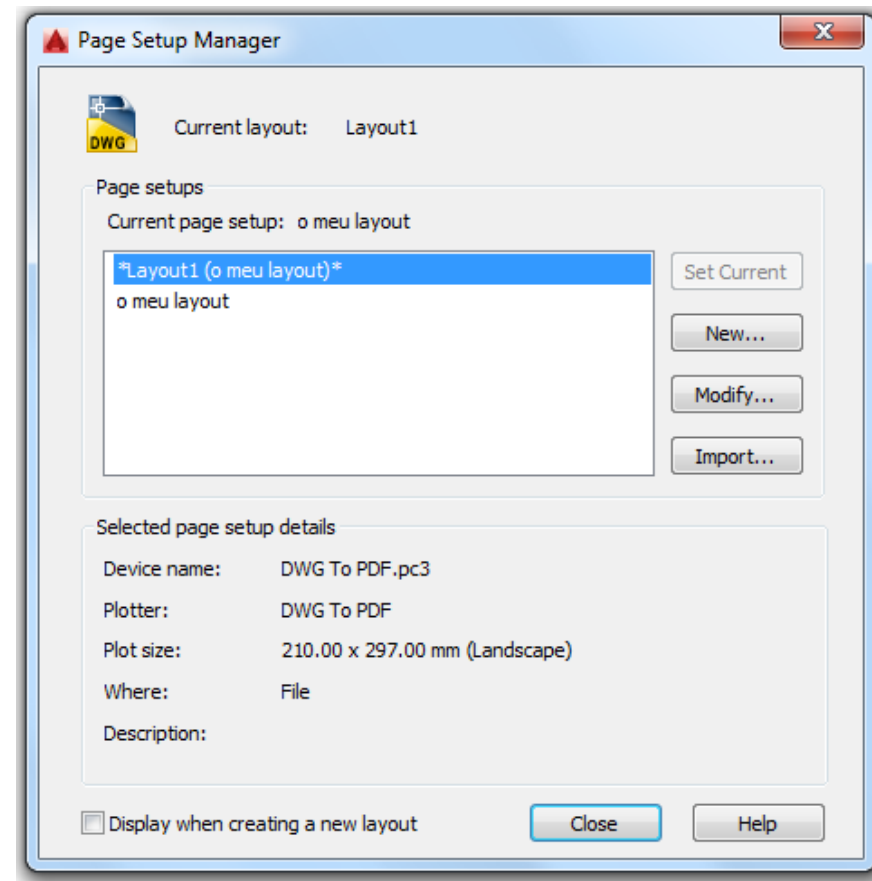 Page Setup Manager
DWG
Current layout: Layout1
Page setups
Current page setup: o meu layout
*Layout1 (o meu layout)*
o meu layout
Set Current
New...
Modify...
Import...
Selected page setup details
Device name: DWG To PDF.pc3
Plotter: DWG To PDF
Plot size: 210.00 x 297.00 mm (Landscape)
Where: File
Description:
Display when creating a new layout
Close
Help